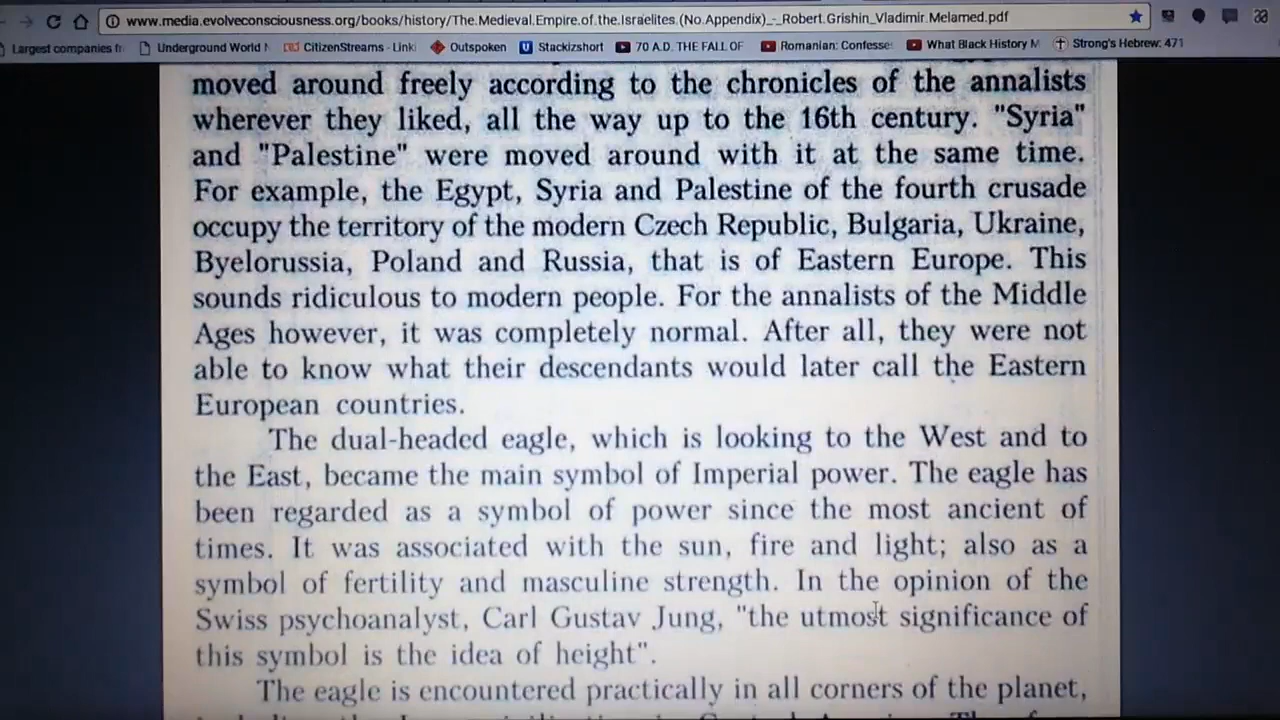 www.media.evolveconsciousness.org/books/history/The.Medieval.Empire.of.the.Israelites.(No.Appendix)_-_Robert.Grishin_Vladimir.Melamed.pdf
Largest companies Underground World CitizenStreams - Link Outspoken Stackizshort 70 A.D. THE FALL OF Romanian: Confesse What Black History M Strong's Hebrew: 471
moved around freely according to the chronicles of the annalists
wherever they liked, all the way up to the 16th century. "Syria"
and "Palestine" were moved around with it at the same time.
For example, the Egypt, Syria and Palestine of the fourth crusade
occupy the territory of the modern Czech Republic, Bulgaria, Ukraine,
Byelorussia, Poland and Russia, that is of Eastern Europe. This
sounds ridiculous to modern people. For the annalists of the Middle
Ages however, it was completely normal. After all, they were not
able to know what their descendants would later call the Eastern
European countries.
The dual-headed eagle, which is looking to the West and to
the East, became the main symbol of Imperial power. The eagle has
been regarded as a symbol of power since the most ancient of
times. It was associated with the sun, fire and light; also as a
symbol of fertility and masculine strength. In the opinion of the
Swiss psychoanalyst, Carl Gustav Jung, "the utmost significance of
this symbol is the idea of height".
The eagle is encountered practically in all corners of the planet,